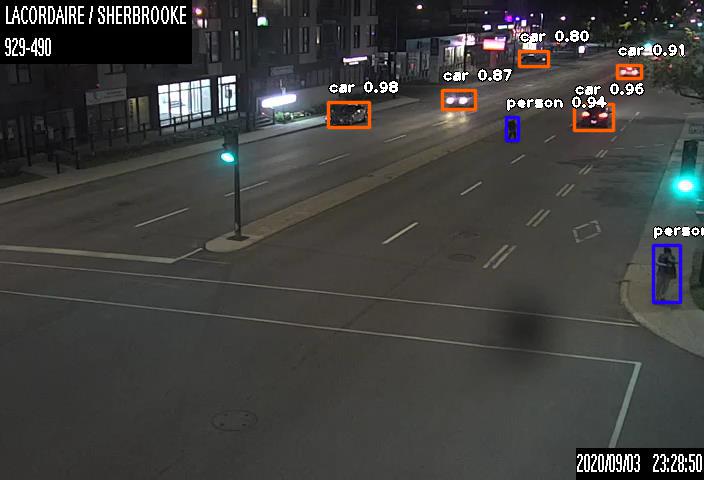 LACORDAIRE / SHERBROOKE
929-490
car 0.80
car 0.91
car 0.87
car 0.98
car 0.96
person 0.94
person
2020/09/03 23:28:50